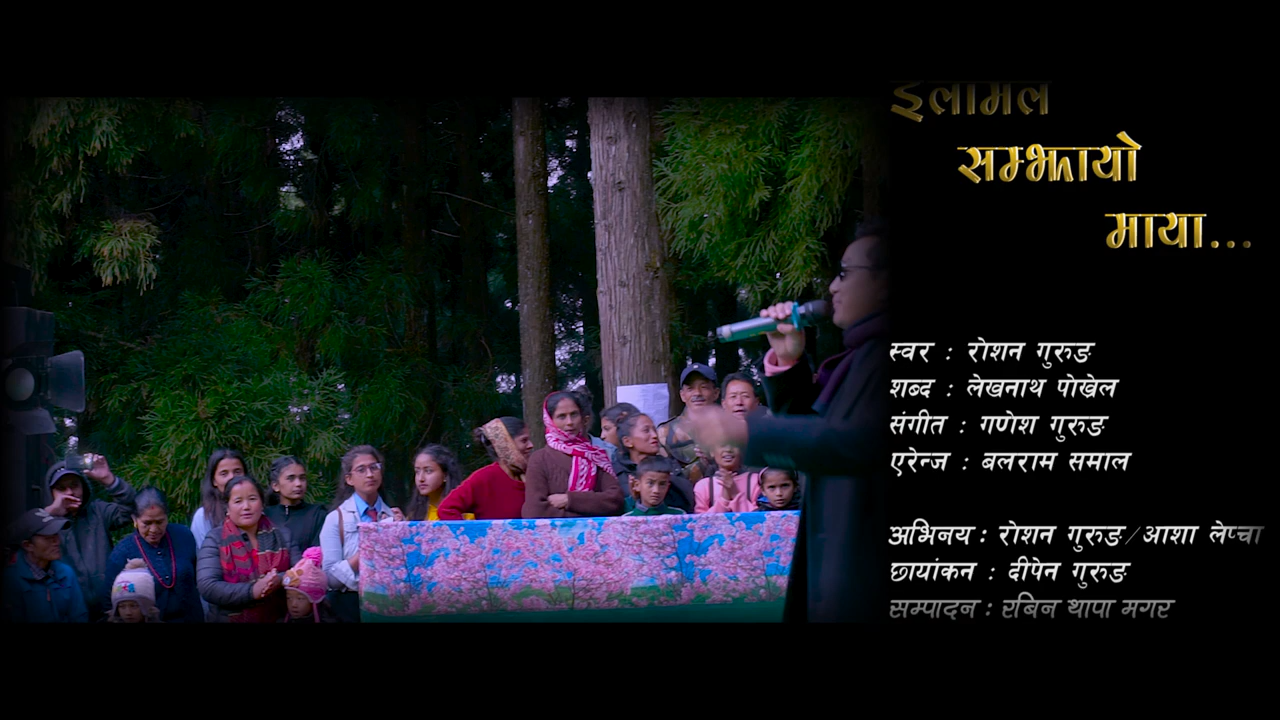 इलामले
सम्झायो
माया...
स्वर : रोशन गुरुङ
शब्द : लेखनाथ पोखेल
संगीत : गणेश गुरुङ
एरेन्ज : बलराम समाल
अभिनय : रोशन गुरुङ / आशा लेप्चा
छायांकन : दीपेन गुरुङ
सम्पादन : रबिन थापा मगर